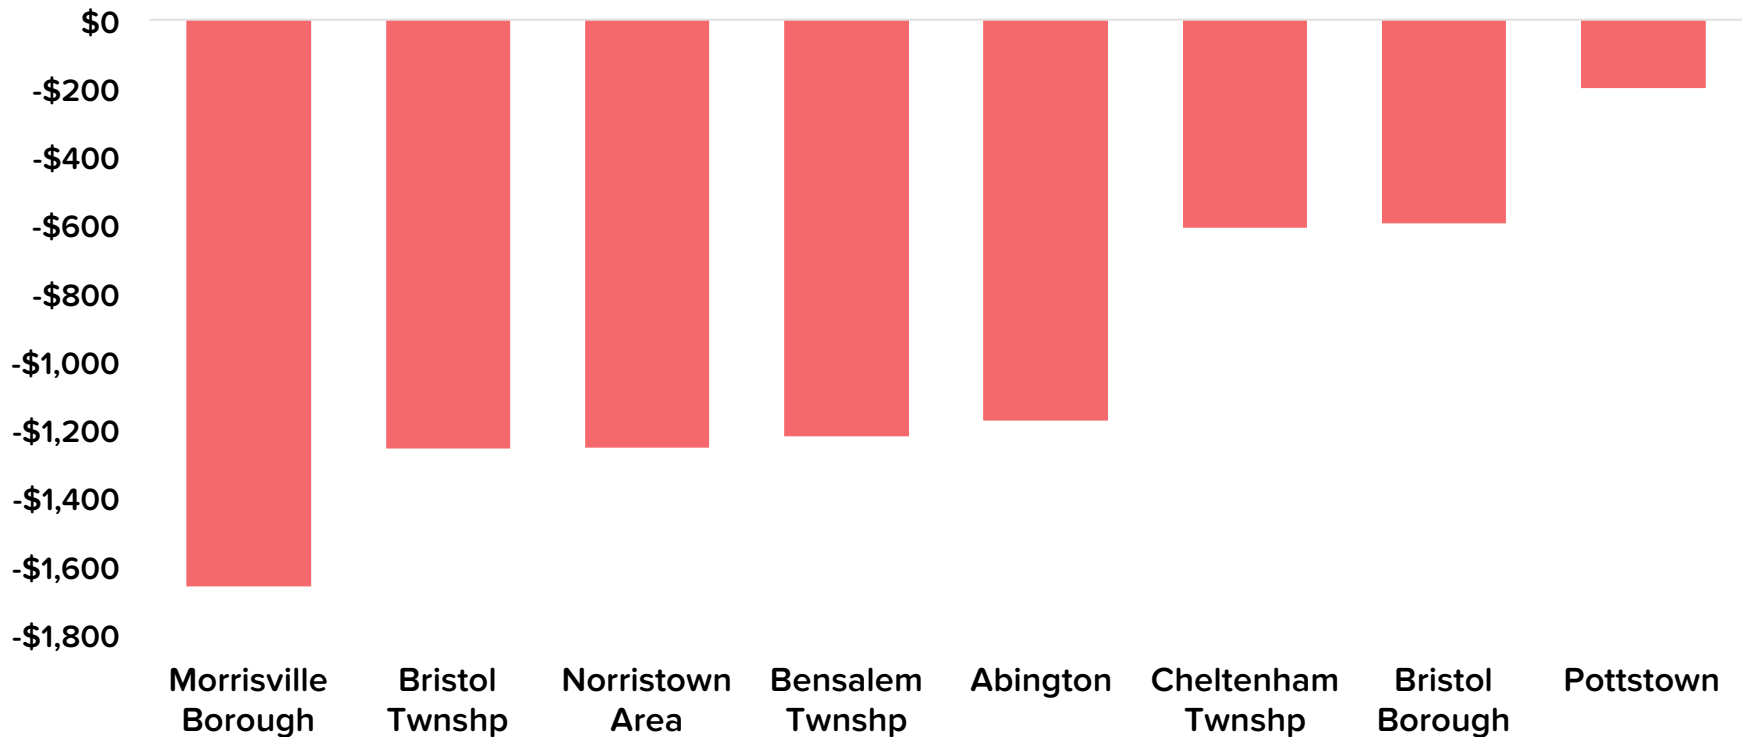 $0
-$200
-$400
-$600
-$800
-$1,000
-$1,200
-$1,400
-$1,600
-$1,800
Morrisville
Borough
Bristol
Twnshp
Norristown
Area
Bensalem
Twnshp
Abington
Cheltenham
Twnshp
Bristol
Borough
Pottstown